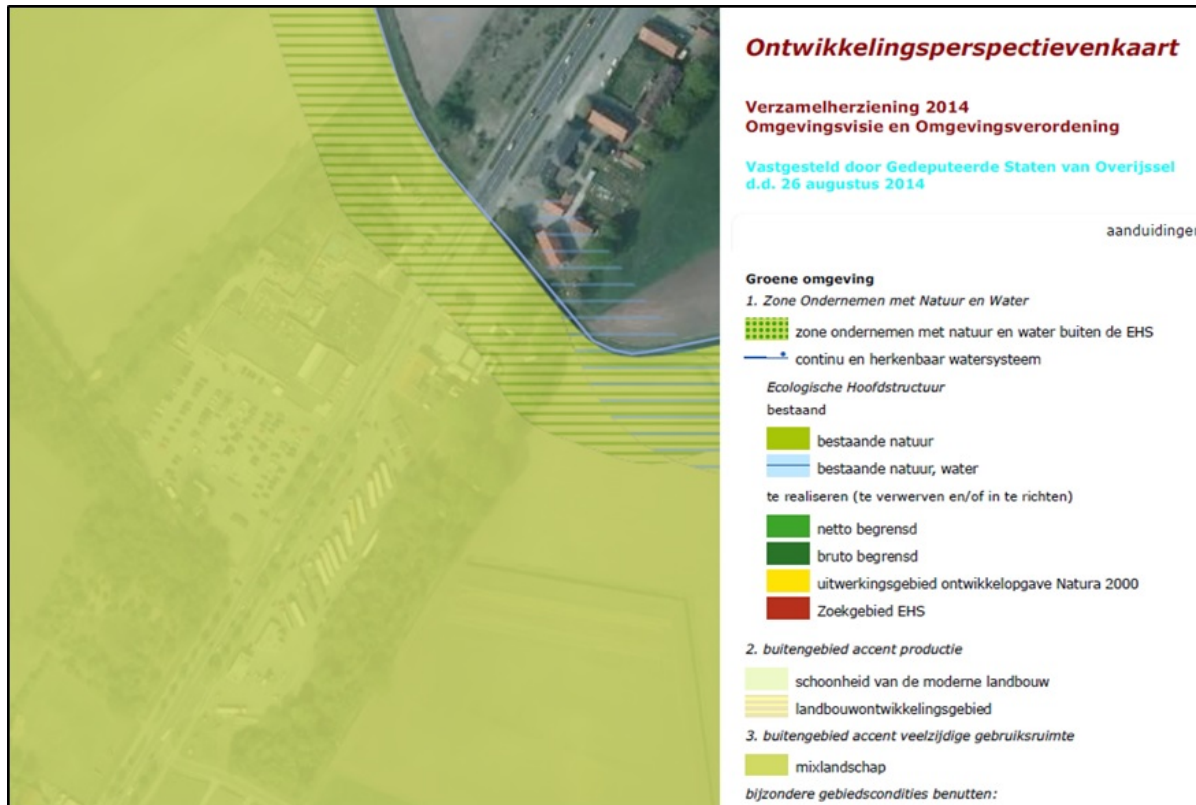 Ontwikkelingsperspectievenkaart
Verzamelherziening 2014
Omgevingsvisie en Omgevingsverordening
Vastgesteld door Gedeputeerde Staten van Overijssel
d.d. 26 augustus 2014
aanduidingen
Groene omgeving
1. Zone Ondernemen met Natuur en Water
zone ondernemen met natuur en water buiten de EHS
continu en herkenbaar watersysteem
Ecologische Hoofdstructuur
bestaand
bestaande natuur
bestaande natuur, water
te realiseren (te verwerven en/of in te richten)
netto begrensd
bruto begrensd
uitwerkingsgebied ontwikkelopgave Natura 2000
Zoekgebied EHS
2. buitengebied accent productie
schoonheid van de moderne landbouw
landbouwontwikkelingsgebied
3. buitengebied accent veelzijdige gebruiksruimte
mixlandschap
bijzondere gebiedscondities benutten: